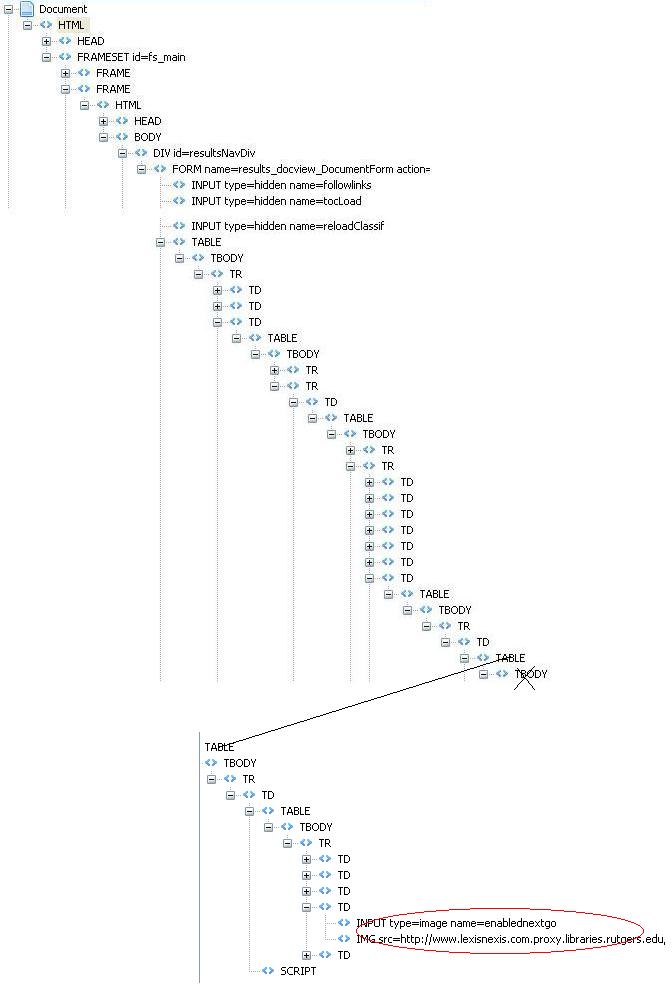 Document
HTML
HEAD
FRAMESET id=fs_main
FRAME
FRAME
HTML
HEAD
BODY
DIV id=resultsNavDiv
FORM name=results_docview_DocumentForm action=
INPUT type=hidden name=followlinks
INPUT type=hidden name=tocLoad
INPUT type=hidden name=reloadClassif
TABLE
TBODY
TR
TD
TD
TD
TABLE
TBODY
TR
TR
TD
TABLE
TBODY
TR
TR
TD
TD
TD
TD
TD
TD
TD
TABLE
TBODY
TR
TD
TABLE
TBODY
TABLE
TBODY
TR
TD
TABLE
TBODY
TR
TD
TD
TD
TD
INPUT type=image name=enablednextgo
IMG src=http://www.lexisnexis.com.proxy.libraries.rutgers.edu,
TD
SCRIPT